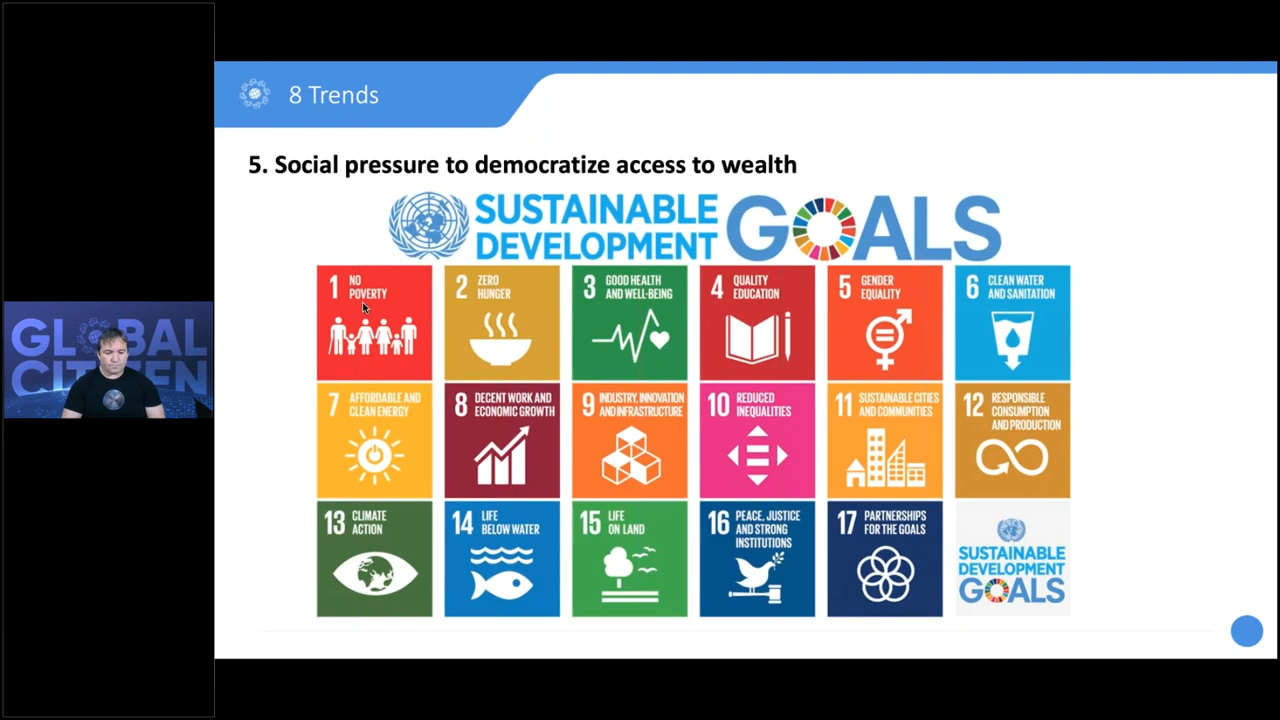 8 Trends
5. Social pressure to democratize access to wealth
SUSTAINABLE
DEVELOPMENT
GOALS
1 NO
POVERTY
2 ZERO
HUNGER
3 GOOD HEALTH
AND WELL-BEING
4 QUALITY
EDUCATION
5 GENDER
EQUALITY
6 CLEAN WATER
AND SANITATION
7 AFFORDABLE AND
CLEAN ENERGY
8 DECENT WORK AND
ECONOMIC GROWTH
9 INDUSTRY, INNOVATION
AND INFRASTRUCTURE
10 REDUCED
INEQUALITIES
11 SUSTAINABLE CITIES
AND COMMUNITIES
12 RESPONSIBLE
CONSUMPTION
AND PRODUCTION
13 CLIMATE
ACTION
14 LIFE
BELOW WATER
15 LIFE
ON LAND
16 PEACE, JUSTICE
AND STRONG
INSTITUTIONS
17 PARTNERSHIPS
FOR THE GOALS
SUSTAINABLE
DEVELOPMENT
GOALS
GLOBAL
CITIZEN